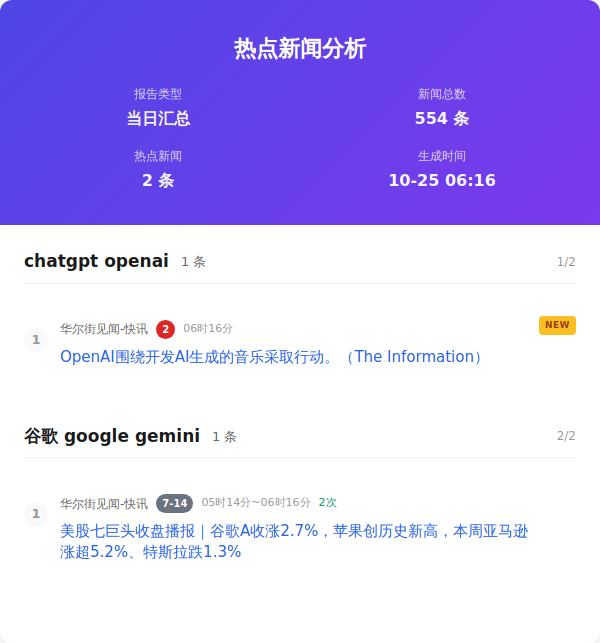 热点新闻分析
报告类型
当日汇总
新闻总数
554 条
热点新闻
2 条
生成时间
10-25 06:16
chatgpt openai 1 条 1/2
1
华尔街见闻-快讯 2 06时16分 NEW
OpenAI围绕开发AI生成的音乐采取行动。（The Information）
谷歌 google gemini 1 条 2/2
1
华尔街见闻-快讯 7-14 05时14分~06时16分 2次
美股七巨头收盘播报｜谷歌A收涨2.7%，苹果创历史新高，本周亚马逊
涨超5.2%、特斯拉跌1.3%